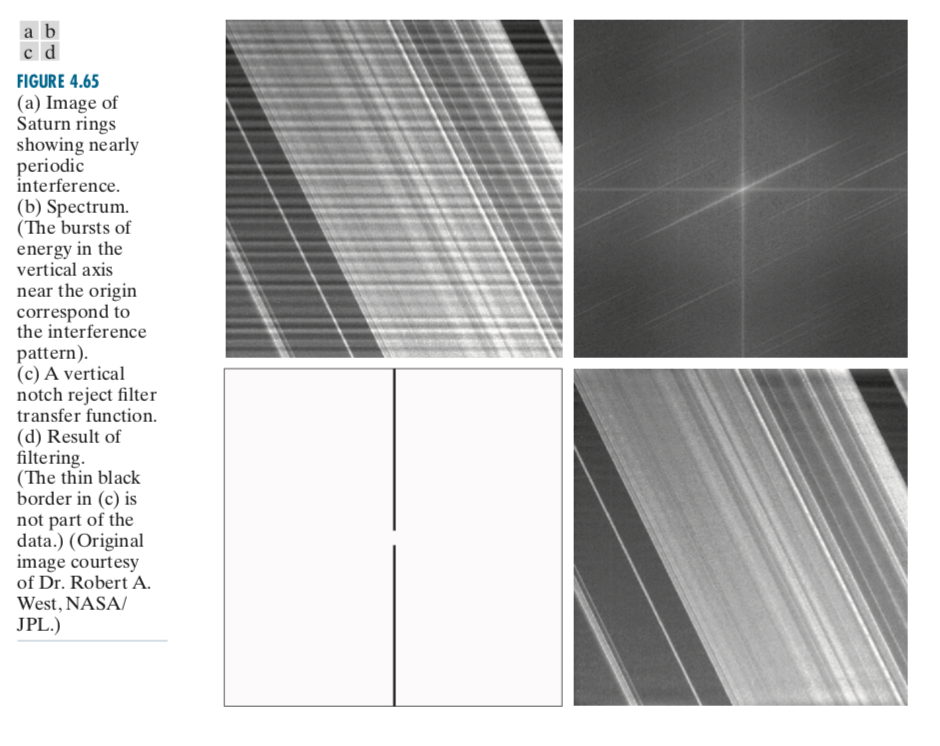 a b
c d
FIGURE 4.65
(a) Image of
Saturn rings
showing nearly
periodic
interference.
(b) Spectrum.
(The bursts of
energy in the
vertical axis
near the origin
correspond to
the interference
pattern).
(c) A vertical
notch reject filter
transfer function.
(d) Result of
filtering.
(The thin black
border in (c) is
not part of the
data.) (Original
image courtesy
of Dr. Robert A.
West, NASA/
JPL.)